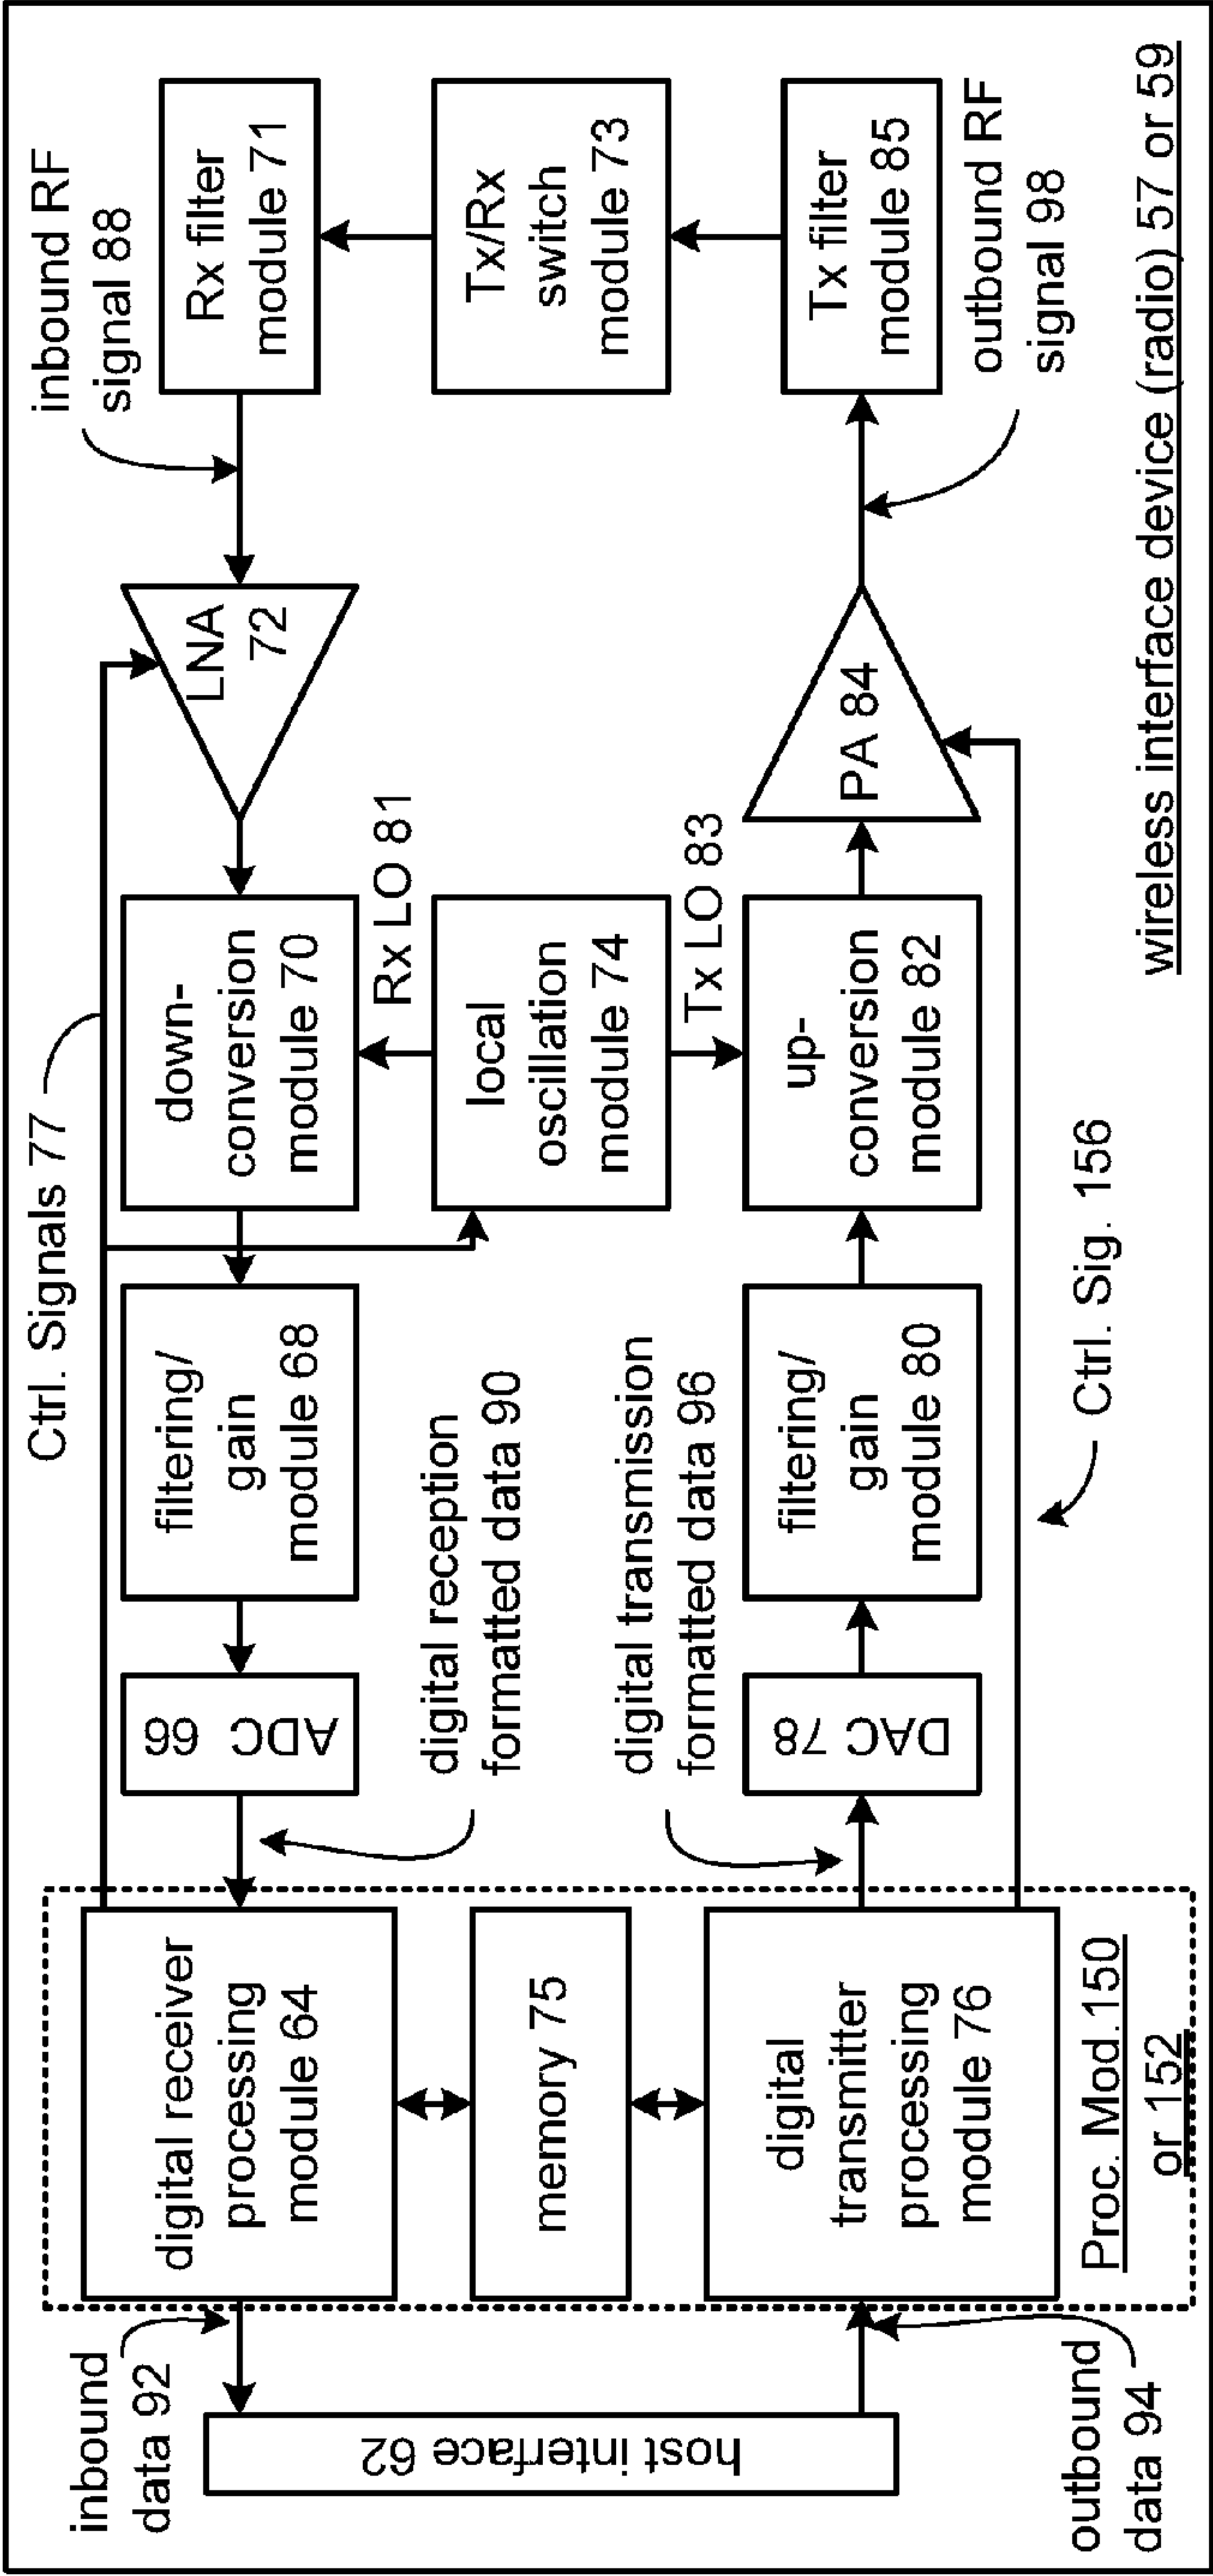 Ctrl. Signals 77
inbound RF
signal 88
inbound
data 92
host interface 62
outbound
data 94
digital receiver
processing
module 64
memory 75
digital
transmitter
processing
module 76
Proc. Mod.150
or 152
ADC 66
digital reception
formatted data 90
digital transmission
formatted data 96
DAC 78
filtering/
gain
module 68
filtering/
gain
module 80
Ctrl. Sig. 156
down-
conversion
module 70
Rx LO 81
local
oscillation
module 74
Tx LO 83
up-
conversion
module 82
LNA
72
PA 84
Rx filter
module 71
Tx/Rx
switch
module 73
Tx filter
module 85
outbound RF
signal 98
wireless interface device (radio) 57 or 59